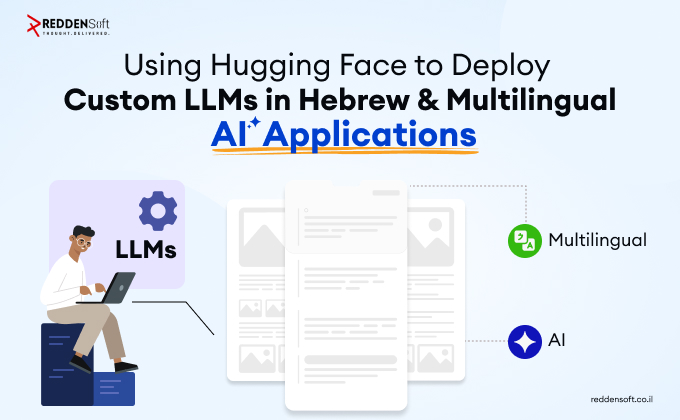 REDDENSoft
THOUGHT.DELIVERED.
Using Hugging Face to Deploy
Custom LLMs in Hebrew & Multilingual
AI Applications
LLMs
Multilingual
AI
reddensoft.co.il